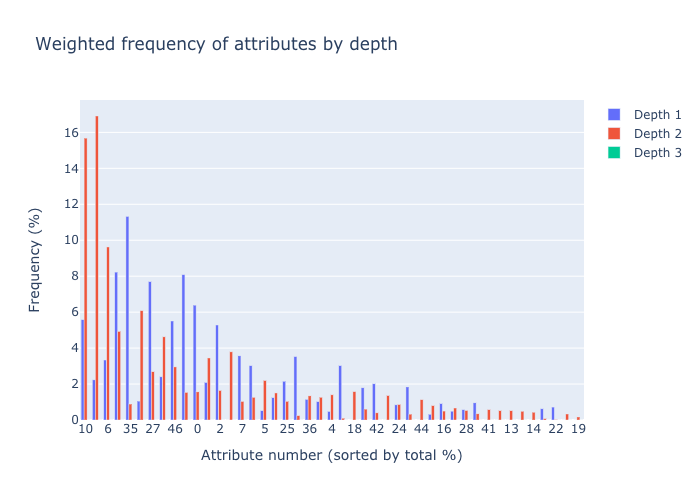 Weighted frequency of attributes by depth
Depth 1
Depth 2
Depth 3
16
14
12
10
8
6
4
2
0
Frequency (%)
10 6 35 27 46 0 2 7 5 25 36 4 18 42 24 44 16 28 41 13 14 22 19
Attribute number (sorted by total %)